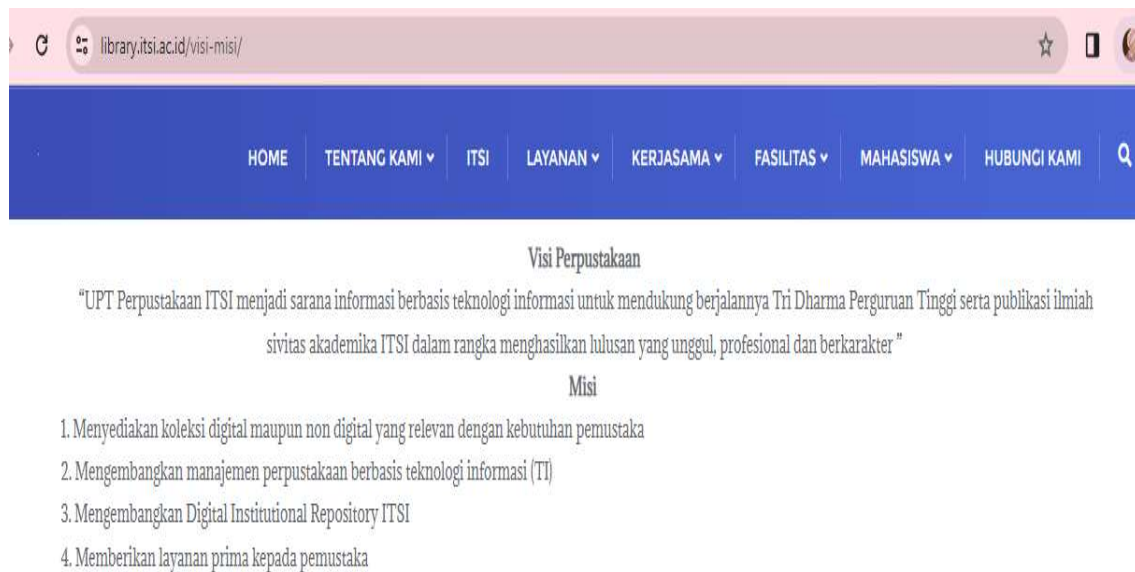 library.itsi.ac.id/visi-misi/
HOME TENTANG KAMI ITSI LAYANAN KERJASAMA FASILITAS MAHASISWA HUBUNGI KAMI
Visi Perpustakaan
“UPT Perpustakaan ITSI menjadi sarana informasi berbasis teknologi informasi untuk mendukung berjalannya Tri Dharma Perguruan Tinggi serta publikasi ilmiah
sivitas akademika ITSI dalam rangka menghasilkan lulusan yang unggul, profesional dan berkarakter ”
Misi
1. Menyediakan koleksi digital maupun non digital yang relevan dengan kebutuhan pemustaka
2. Mengembangkan manajemen perpustakaan berbasis teknologi informasi (TI)
3. Mengembangkan Digital Institutional Repository ITSI
4. Memberikan layanan prima kepada pemustaka